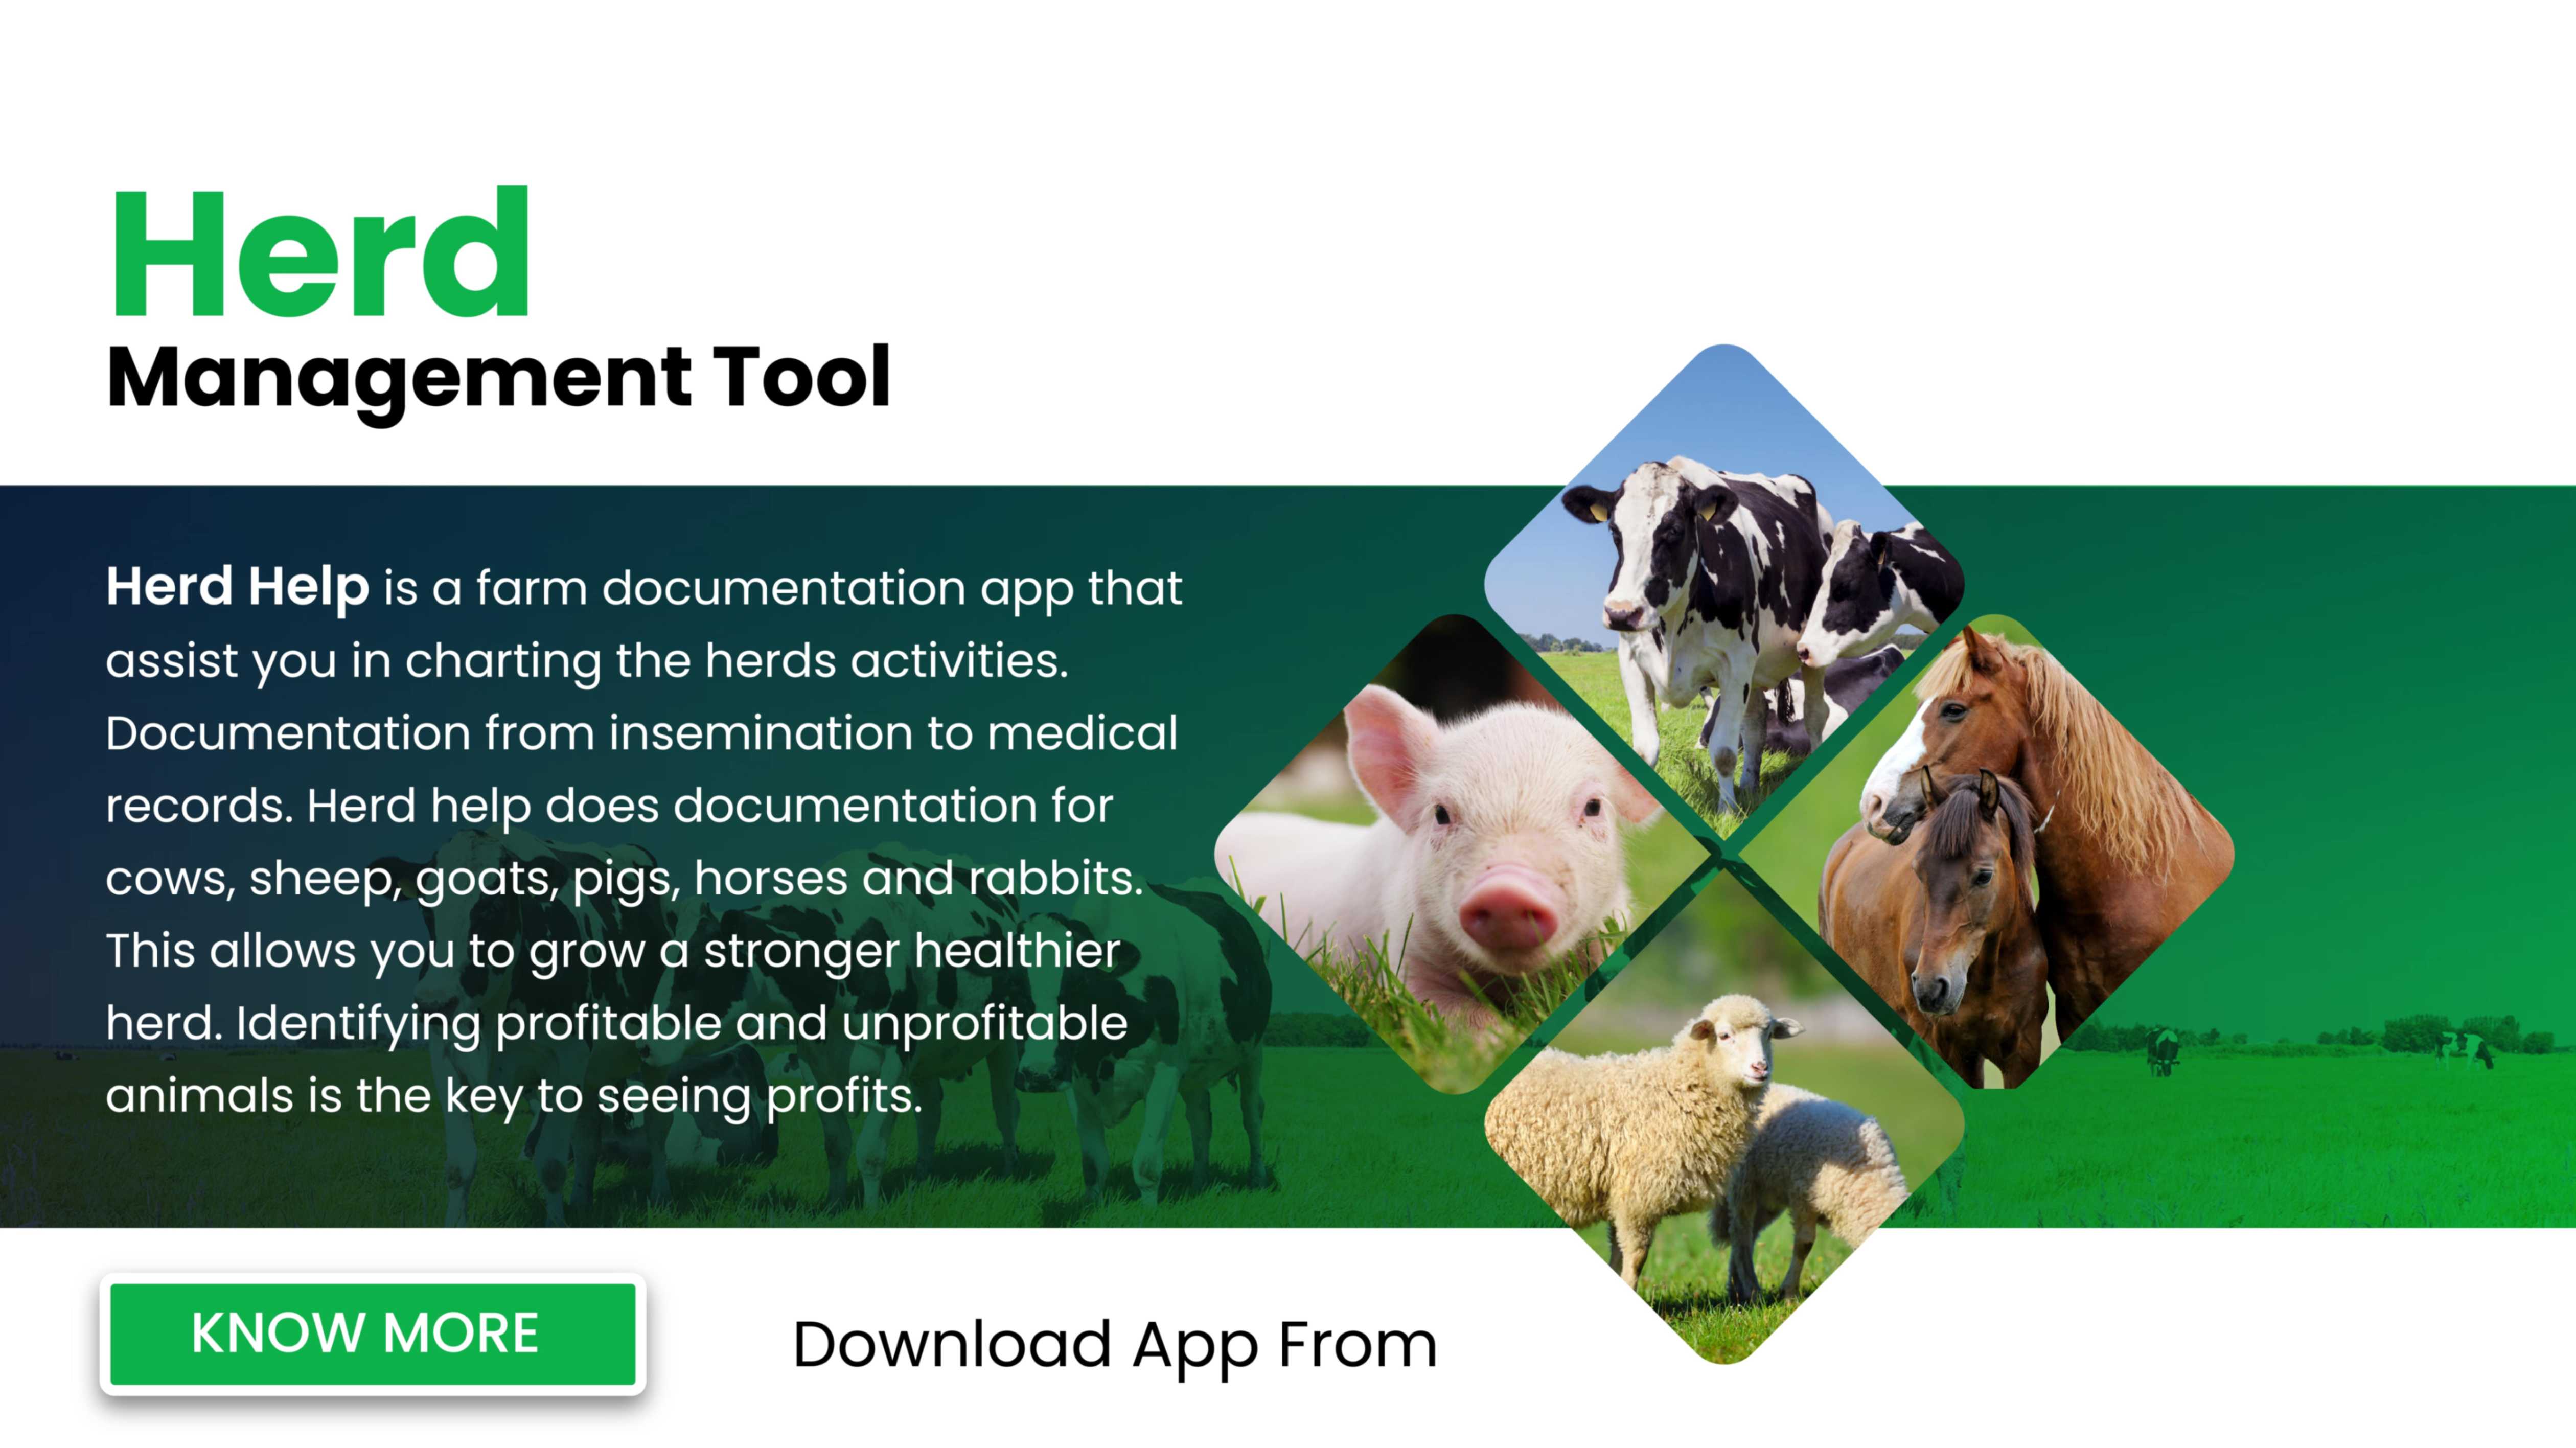 Herd
Management Tool
Herd Help is a farm documentation app that
assist you in charting the herds activities.
Documentation from insemination to medical
records. Herd help does documentation for
cows, sheep, goats, pigs, horses and rabbits.
This allows you to grow a stronger healthier
herd. Identifying profitable and unprofitable
animals is the key to seeing profits.
KNOW MORE
Download App From